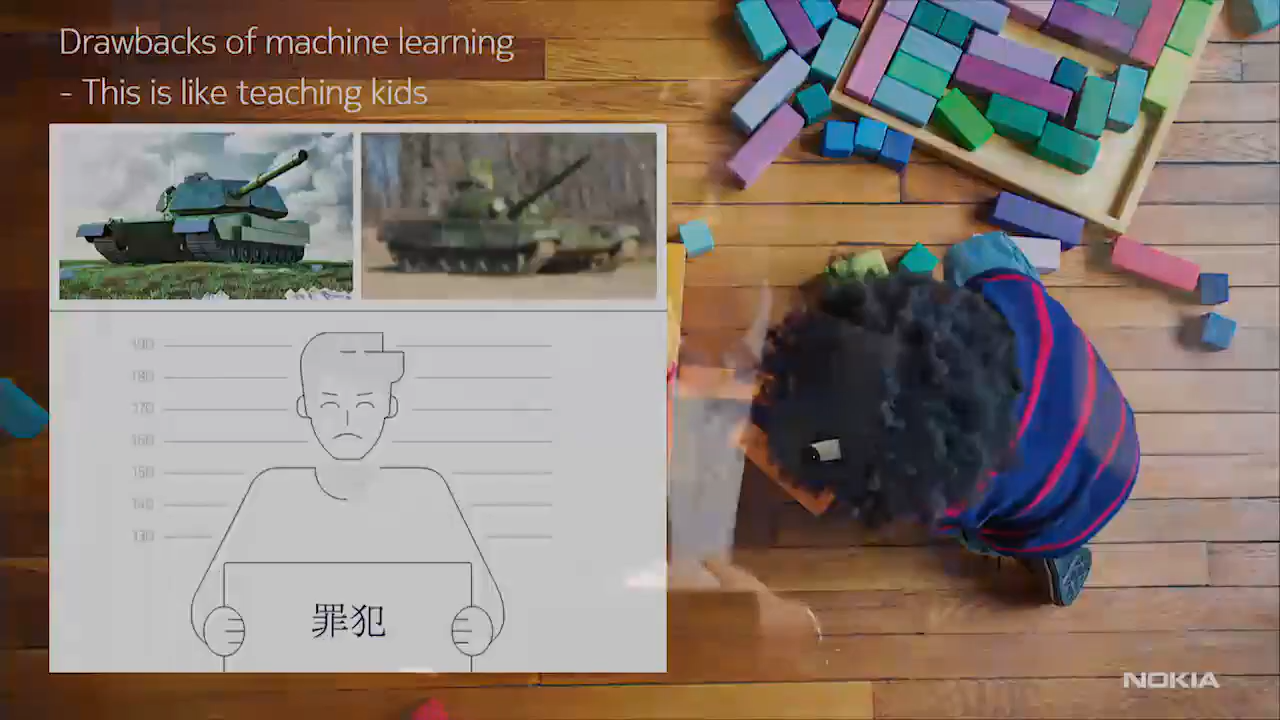 Drawbacks of machine learning
- This is like teaching kids
190
180
170
160
150
140
130
罪犯
NOKIA